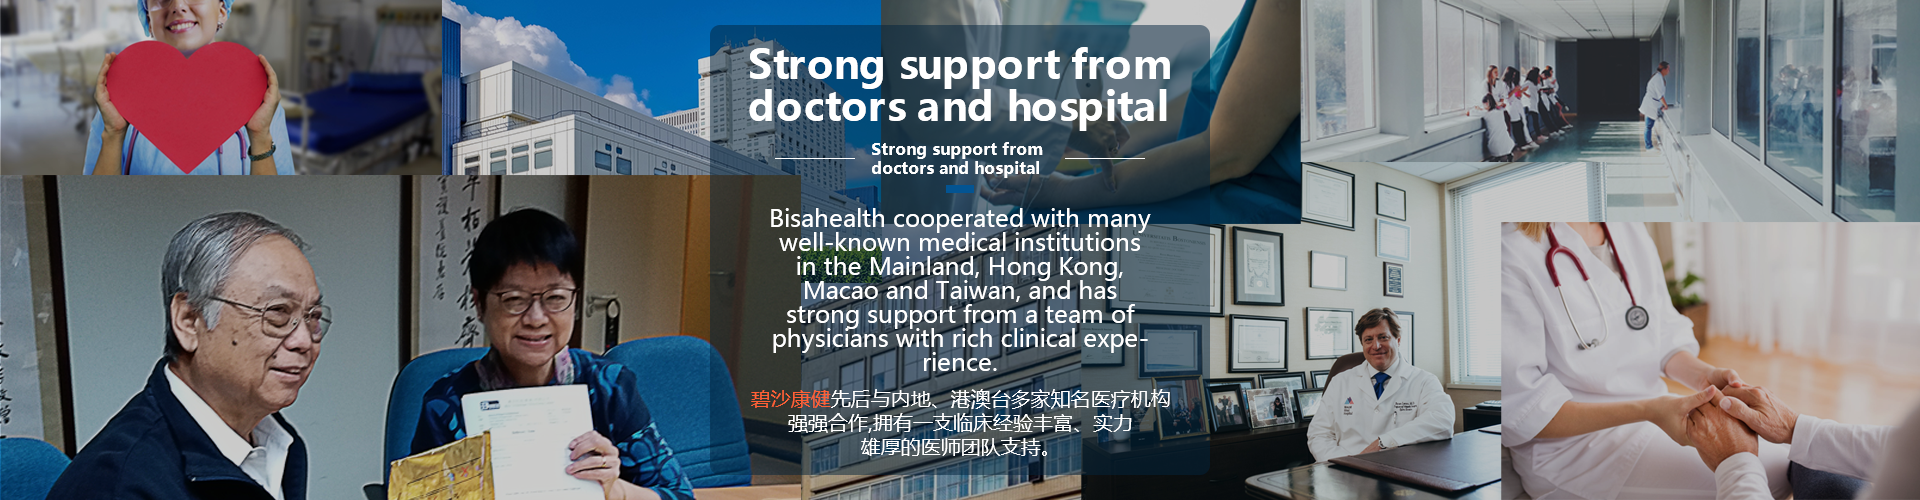 Strong support from
doctors and hospital
Strong support from
doctors and hospital
Bisahealth cooperated with many
well-known medical institutions
in the Mainland, Hong Kong,
Macao and Taiwan, and has
strong support from a team of
physicians with rich clinical expe-
rience.
碧沙康健先后与内地、港澳台多家知名医疗机构
强强合作,拥有一支临床经验丰富、实力
雄厚的医师团队支持。